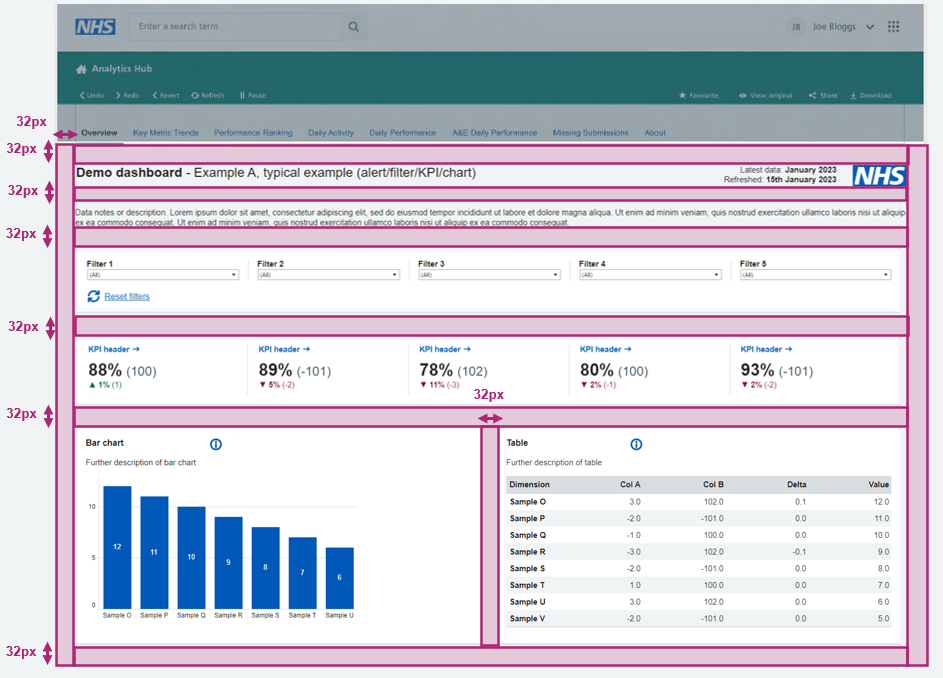 NHS Enter a search term JB Joe Bloggs
Analytics Hub
Undo Redo Revert Refresh Pause Favourite View: original Share Download
32px
Overview Key Metric Trends Performance Ranking Daily Activity Daily Performance A&E Daily Performance Missing Submissions About
32px
Demo dashboard - Example A, typical example (alert/filter/KPI/chart) Latest data: January 2023 NHS
Refreshed: 15th January 2023
32px
Data notes or description. Lorem ipsum dolor sit amet, consectetur adipiscing elit, sed do eiusmod tempor incididunt ut labore et dolore magna aliqua. Ut enim ad minim veniam, quis nostrud exercitation ullamco laboris nisi ut aliquip
ex ea commodo consequat. Ut enim ad minim veniam, quis nostrud exercitation ullamco laboris nisi ut aliquip ex ea commodo consequat.
32px
Filter 1 Filter 2 Filter 3 Filter 4 Filter 5
(All) (All) (All) (All) (All)
Reset filters
32px
KPI header → KPI header → KPI header → KPI header → KPI header →
88% (100) 89% (-101) 78% (102) 80% (100) 93% (-101)
▲ 1% (1) ▼ 5% (-2) ▼ 11% (-3) ▼ 2% (-1) ▼ 2% (-2)
32px
32px
Bar chart Table
Further description of bar chart Further description of table
10
5
0
12 11 10 9 8 7 6
Sample O Sample P Sample Q Sample R Sample S Sample T Sample U
Dimension Col A Col B Delta Value
Sample O 3.0 102.0 0.1 12.0
Sample P -2.0 -101.0 0.0 11.0
Sample Q -1.0 100.0 0.0 10.0
Sample R -3.0 102.0 -0.1 9.0
Sample S -2.0 -101.0 0.0 8.0
Sample T 1.0 100.0 0.0 7.0
Sample U 3.0 102.0 0.0 6.0
Sample V -2.0 -101.0 0.0 5.0
32px